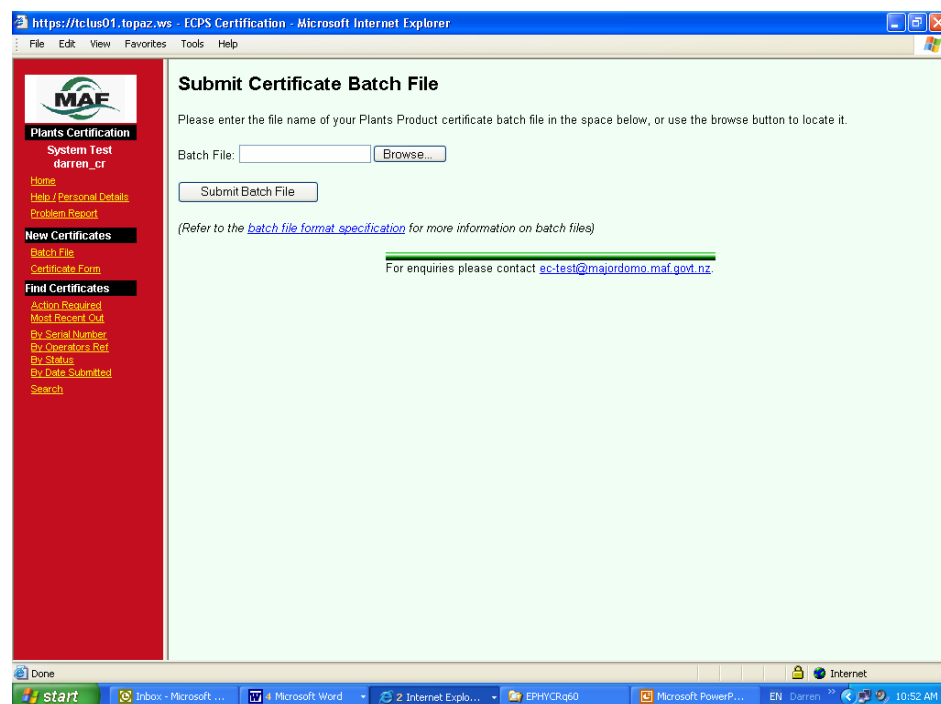 https://tclus01.topaz.ws - ECPS Certification - Microsoft Internet Explorer
File Edit View Favorites Tools Help
MAF
Plants Certification
System Test
darren_cr
Home
Help / Personal Details
Problem Report
New Certificates
Batch File
Certificate Form
Find Certificates
Action Required
Most Recent Out
By Serial Number
By Operators Ref
By Status
By Date Submitted
Search
Submit Certificate Batch File
Please enter the file name of your Plants Product certificate batch file in the space below, or use the browse button to locate it.
Batch File: Browse...
Submit Batch File
(Refer to the batch file format specification for more information on batch files)
For enquiries please contact ec-test@majordomo.maf.govt.nz.
Done Internet
start Inbox - Microsoft ... 4 Microsoft Word 2 Internet Explo... EPHYCRq60 Microsoft PowerP... EN Darren » 10:52 AM